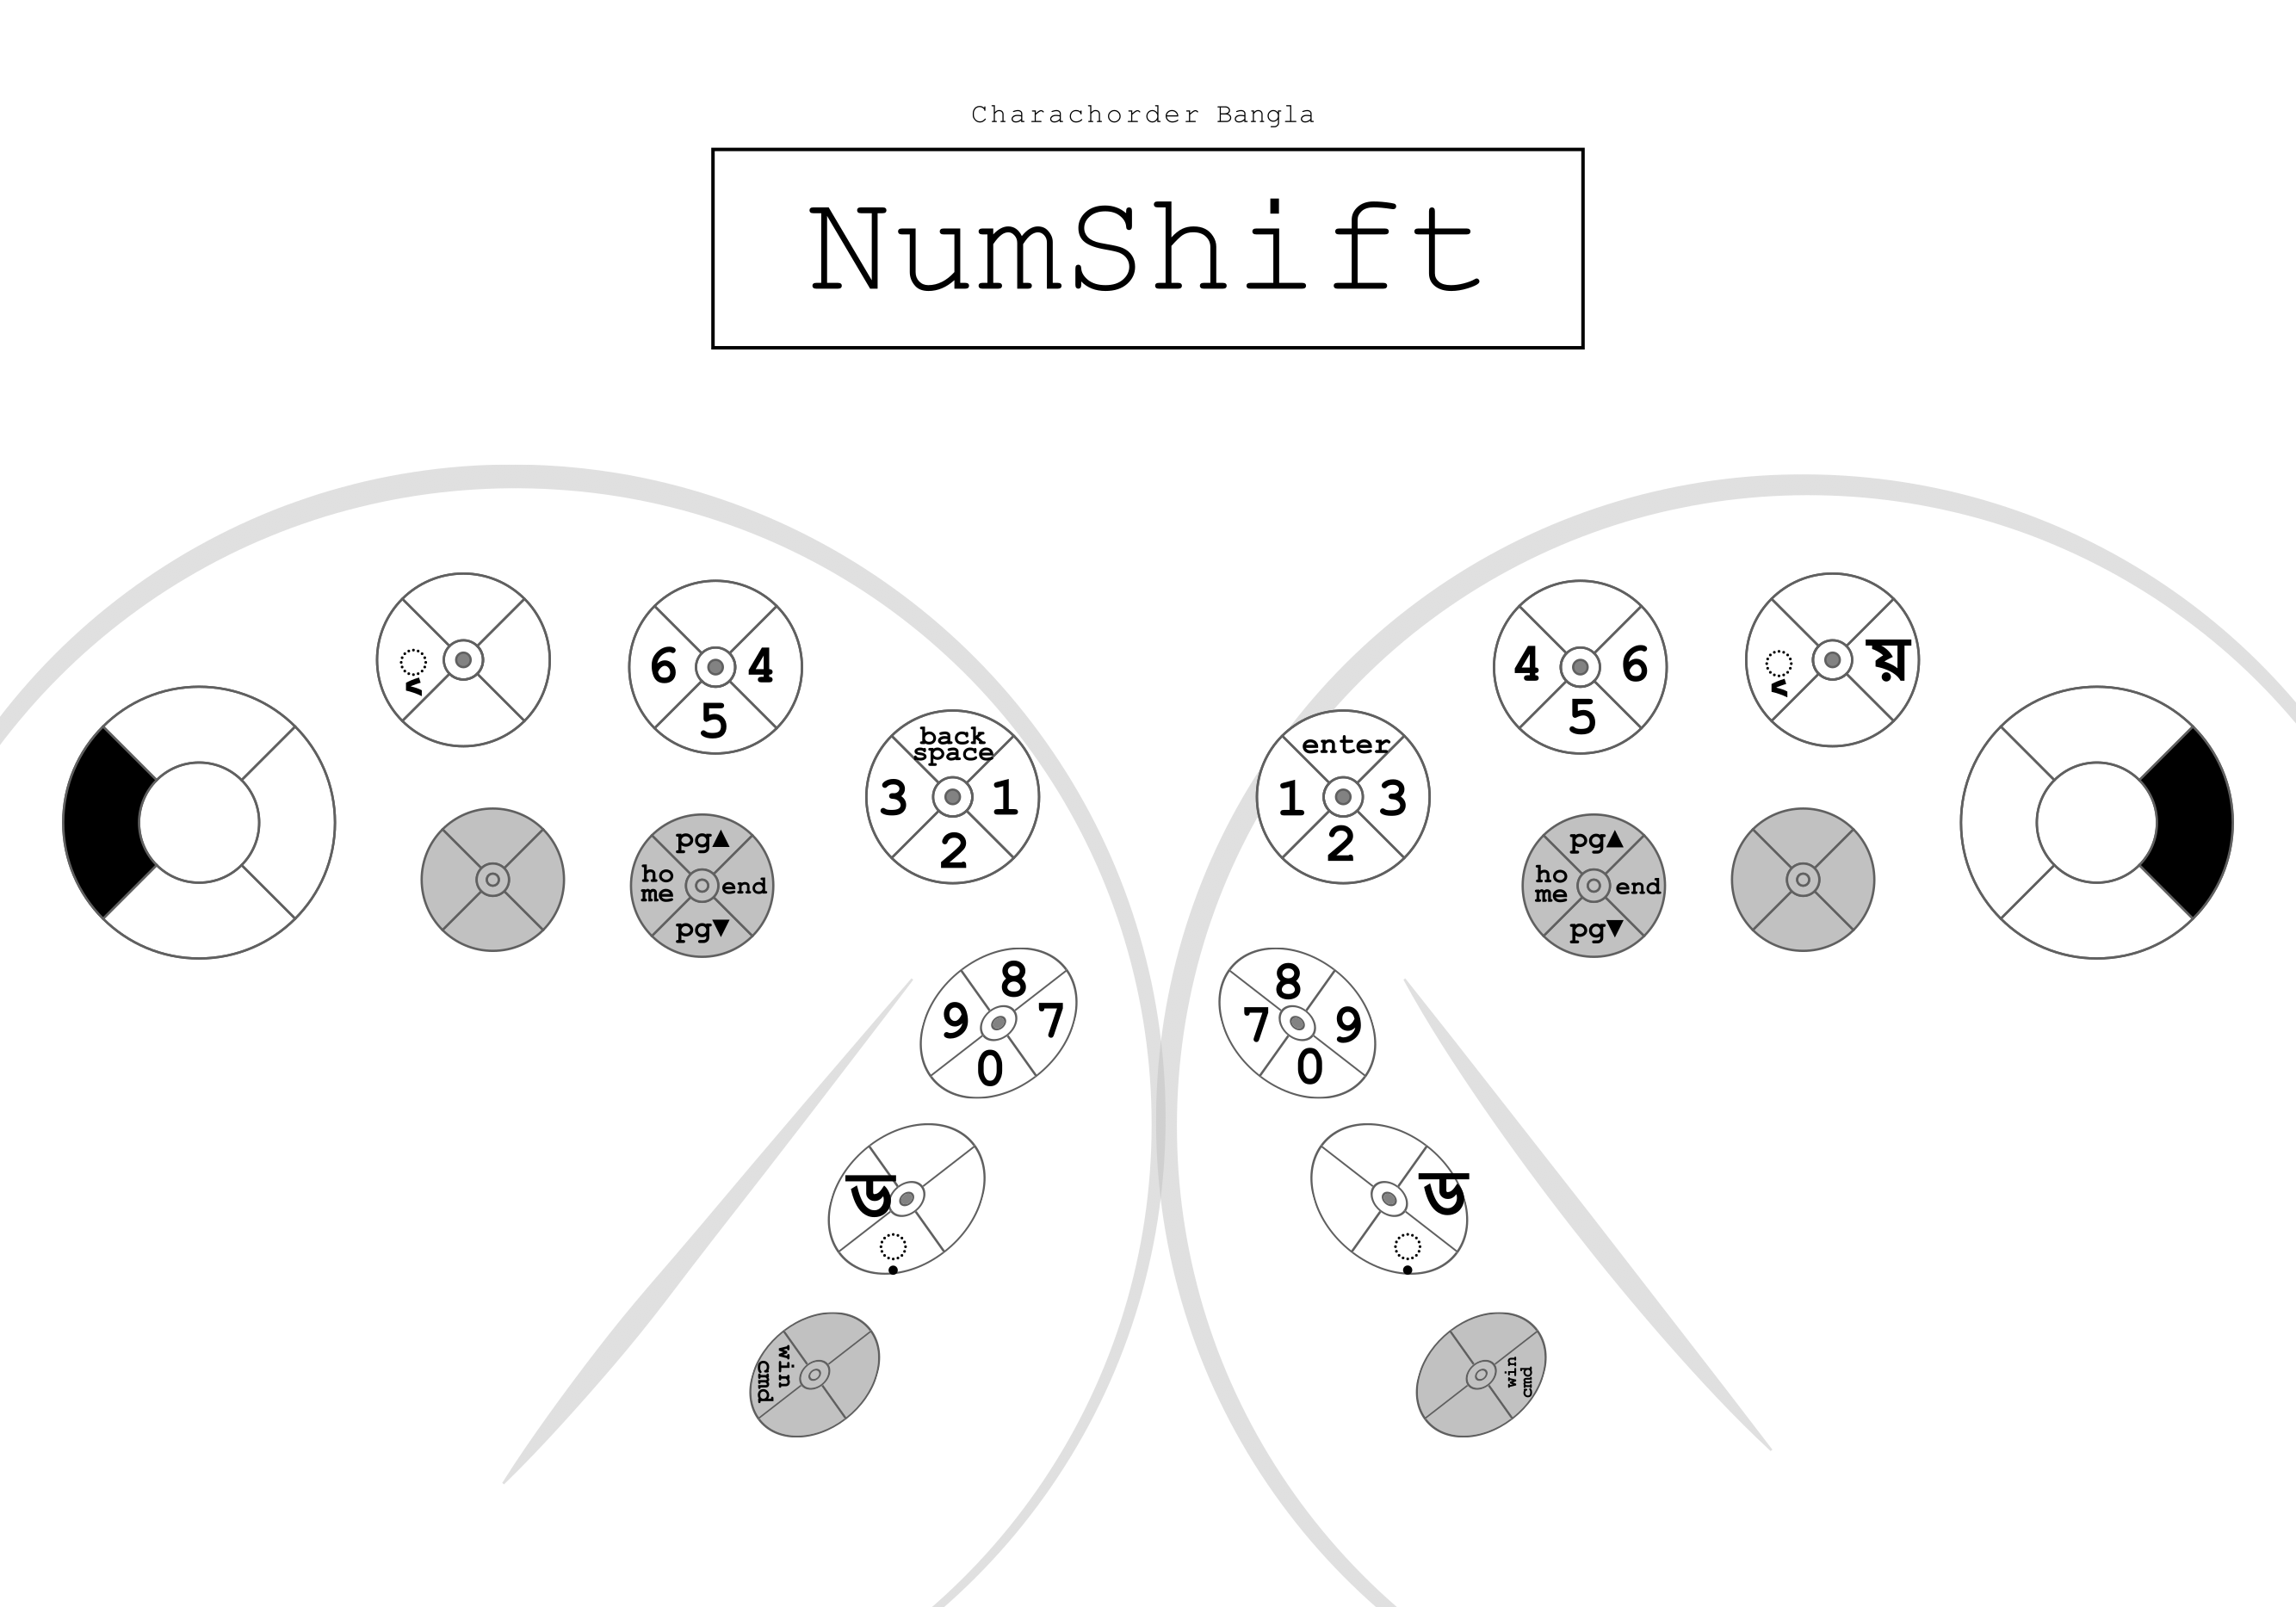 Charachorder Bangla
NumShift
6
4
5
4
6
5
য়
back
space
3
1
2
enter
1
3
2
◌ু
◌ু
pg▲
ho
me
end
pg▼
pg▲
ho
me
end
pg▼
8
9
7
0
8
7
9
0
ড
◌়
ড
◌়
win
cmd
win
cmd